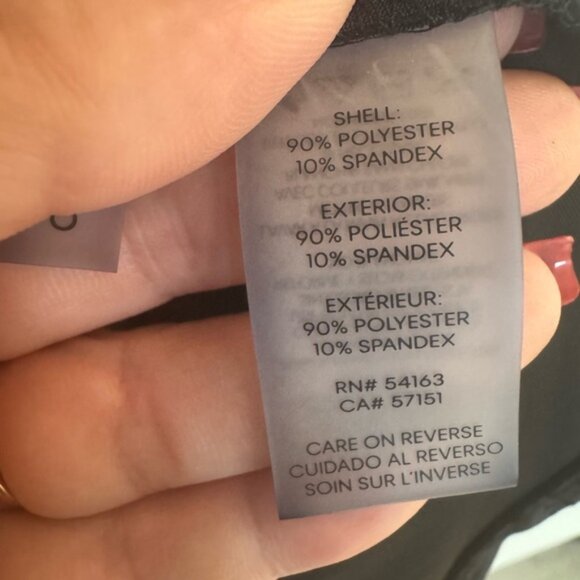 SHELL:
90% POLYESTER
10% SPANDEX
EXTERIOR:
90% POLIÉSTER
10% SPANDEX
EXTÉRIEUR:
90% POLYESTER
10% SPANDEX
RN# 54163
CA# 57151
CARE ON REVERSE
CUIDADO AL REVERSO
SOIN SUR L'INVERSE